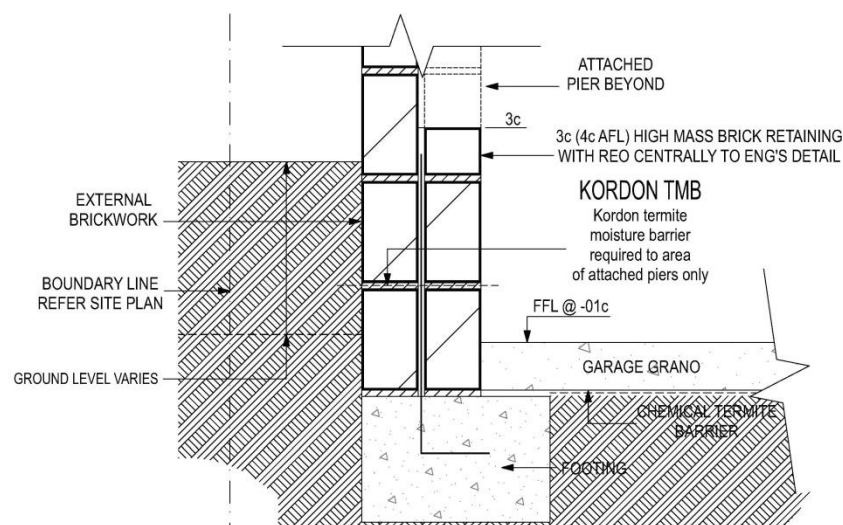 ATTACHED
PIER BEYOND
3c
3c (4c AFL) HIGH MASS BRICK RETAINING
WITH REO CENTRALLY TO ENG'S DETAIL
KORDON TMB
Kordon termite
moisture barrier
required to area
of attached piers only
EXTERNAL
BRICKWORK
BOUNDARY LINE
REFER SITE PLAN
FFL @ -01c
GROUND LEVEL VARIES
GARAGE GRANO
CHEMICAL TERMITE
BARRIER
FOOTING